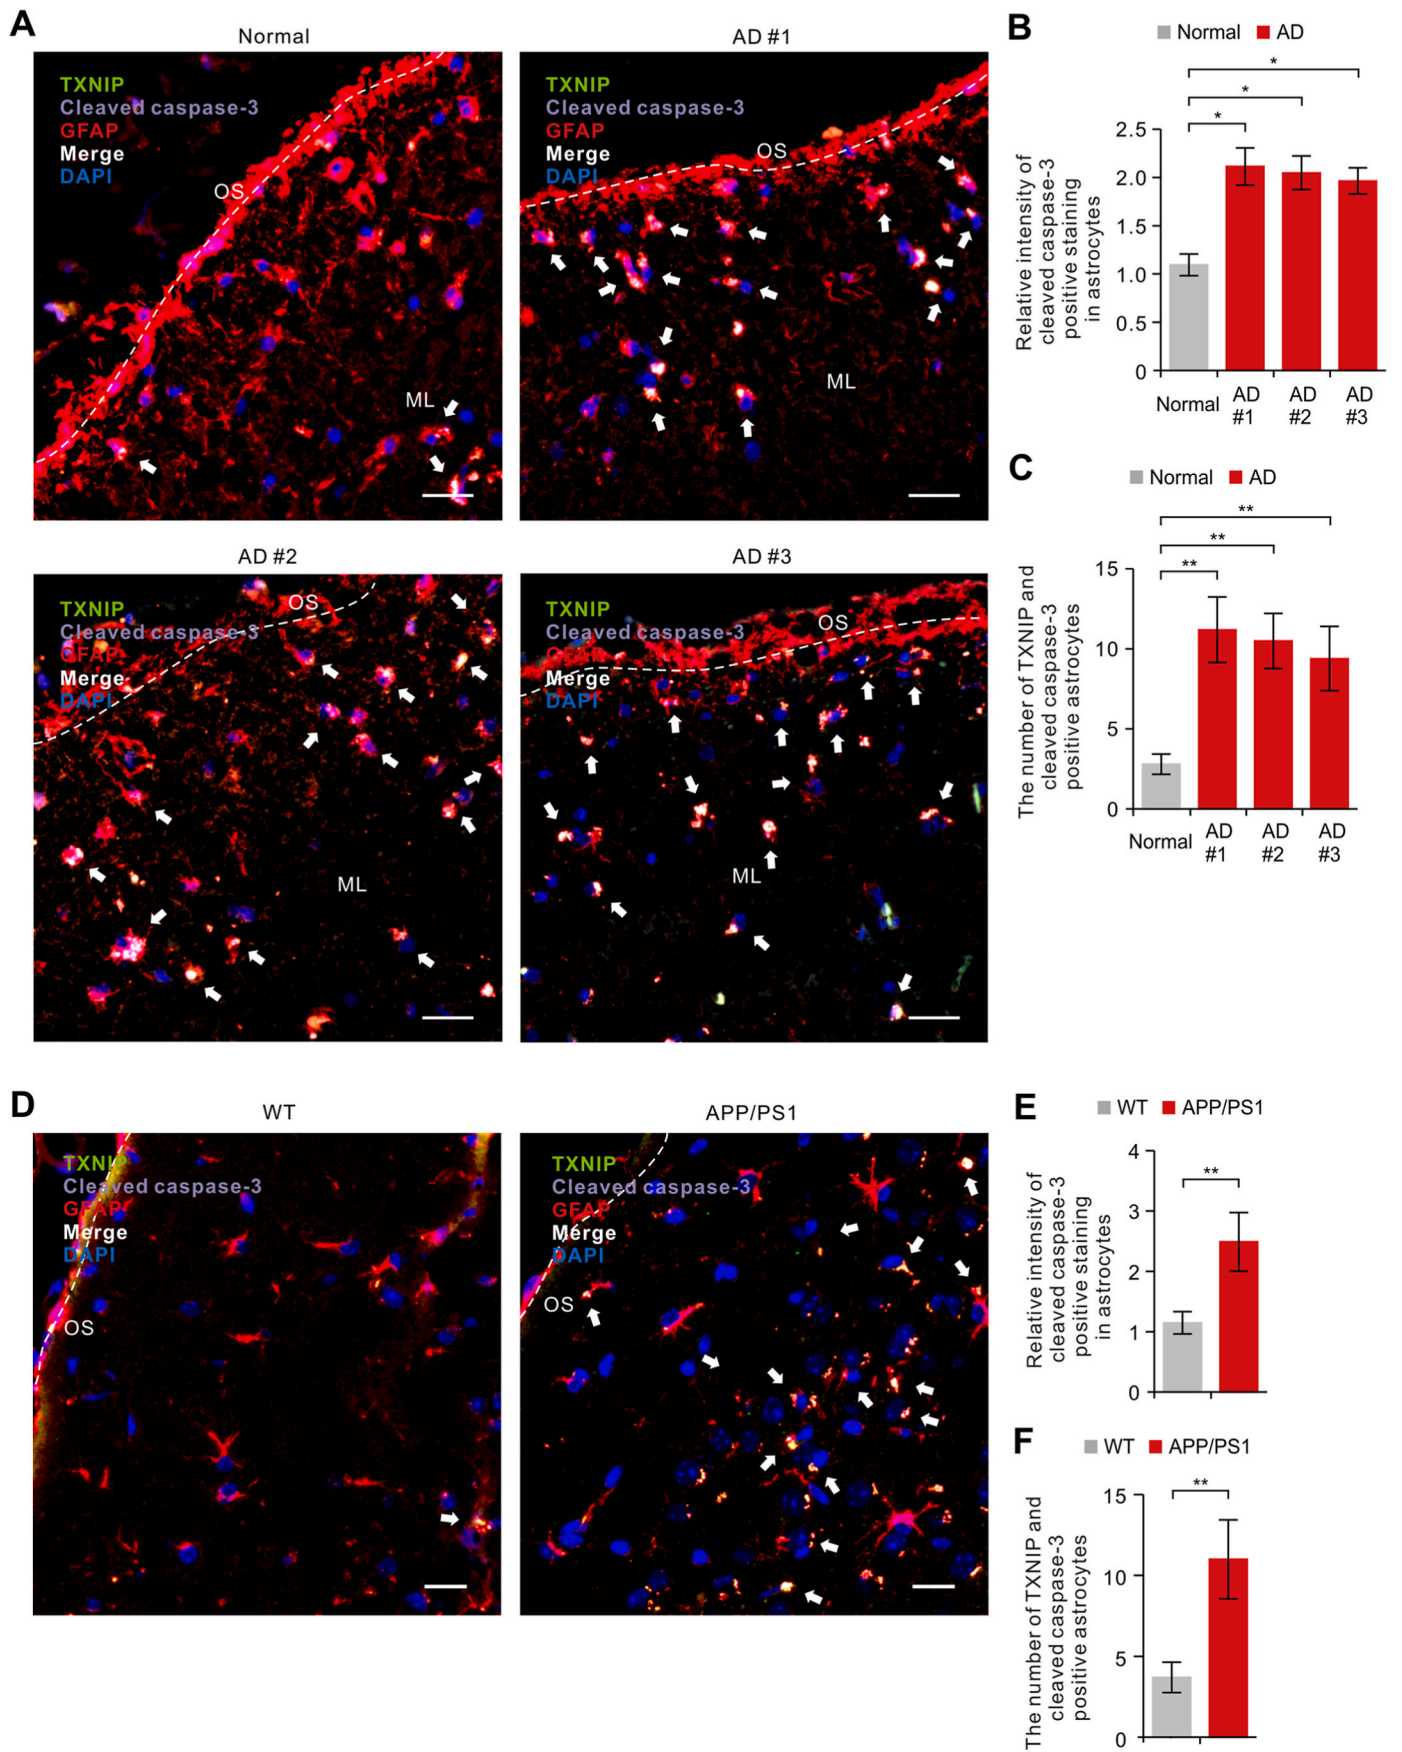 A
Normal
TXNIP
Cleaved caspase-3
GFAP
Merge
DAPI
OS
ML
AD #1
TXNIP
Cleaved caspase-3
GFAP
Merge
DAPI
OS
ML
AD #2
TXNIP
Cleaved caspase-3
GFAP
Merge
DAPI
OS
ML
AD #3
TXNIP
Cleaved caspase-3
GFAP
Merge
DAPI
OS
ML
B
Normal AD
*
*
*
Relative intensity of
cleaved caspase-3
positive staining
in astrocytes
2.5
2.0
1.5
1.0
0.5
0
Normal
AD
#1
AD
#2
AD
#3
C
Normal AD
**
**
**
The number of TXNIP and
cleaved caspase-3
positive astrocytes
15
10
5
0
Normal
AD
#1
AD
#2
AD
#3
D
WT
TXNIP
Cleaved caspase-3
GFAP
Merge
DAPI
OS
APP/PS1
TXNIP
Cleaved caspase-3
GFAP
Merge
DAPI
OS
E
WT APP/PS1
**
Relative intensity of
cleaved caspase-3
positive staining
in astrocytes
4
3
2
1
0
F
WT APP/PS1
**
The number of TXNIP and
cleaved caspase-3
positive astrocytes
15
10
5
0